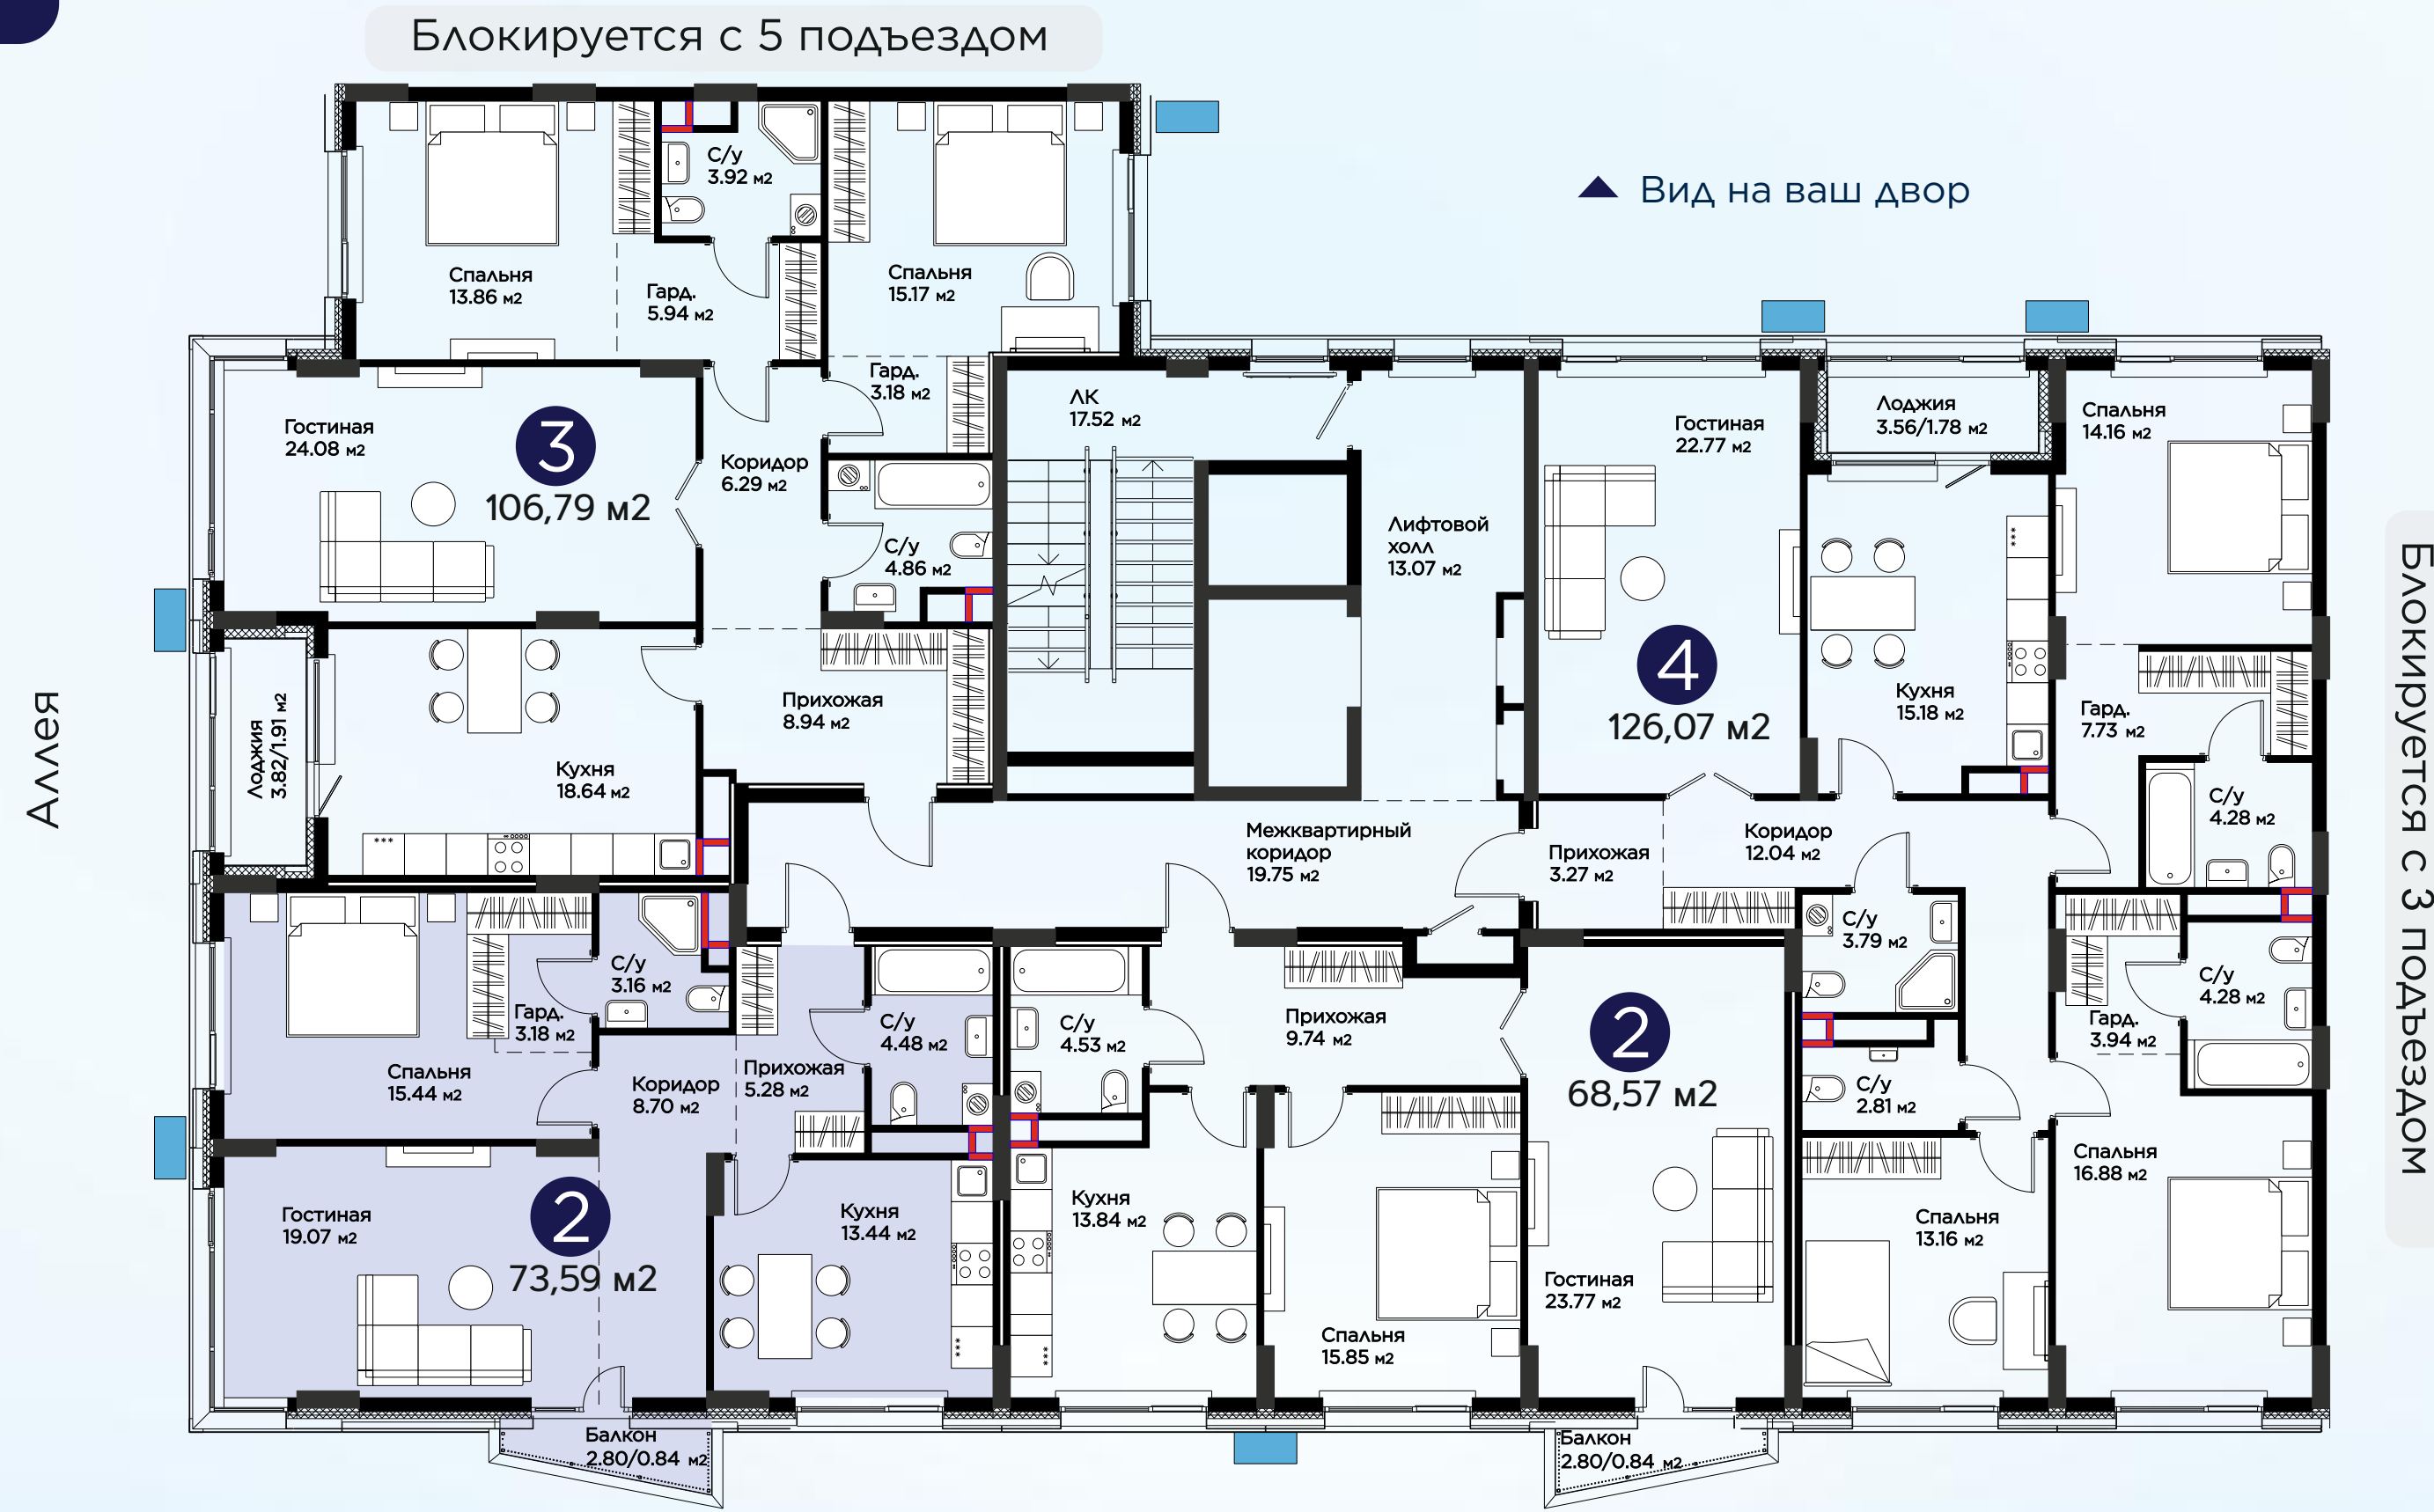 Блокируется с 5 подъездом
Вид на ваш двор
Аллея
Блокируется с 3 подъездом
Спальня
13.86 м2
С/у
3.92 м2
Гард.
5.94 м2
Спальня
15.17 м2
Гард.
3.18 м2
Гостиная
24.08 м2
3
106,79 м2
Коридор
6.29 м2
С/у
4.86 м2
Прихожая
8.94 м2
Лоджия
3.82/1.91 м2
Кухня
18.64 м2
ЛК
17.52 м2
Лифтовой
холл
13.07 м2
Межквартирный
коридор
19.75 м2
Гостиная
22.77 м2
Лоджия
3.56/1.78 м2
Спальня
14.16 м2
4
126,07 м2
Кухня
15.18 м2
Гард.
7.73 м2
С/у
4.28 м2
Прихожая
3.27 м2
Коридор
12.04 м2
С/у
3.79 м2
С/у
4.28 м2
Гард.
3.94 м2
С/у
2.81 м2
Спальня
16.88 м2
Спальня
13.16 м2
С/у
3.16 м2
Гард.
3.18 м2
Спальня
15.44 м2
Коридор
8.70 м2
Прихожая
5.28 м2
С/у
4.48 м2
Гостиная
19.07 м2
2
73,59 м2
Кухня
13.44 м2
Балкон
2.80/0.84 м2
С/у
4.53 м2
Прихожая
9.74 м2
2
68,57 м2
Кухня
13.84 м2
Спальня
15.85 м2
Гостиная
23.77 м2
Балкон
2.80/0.84 м2